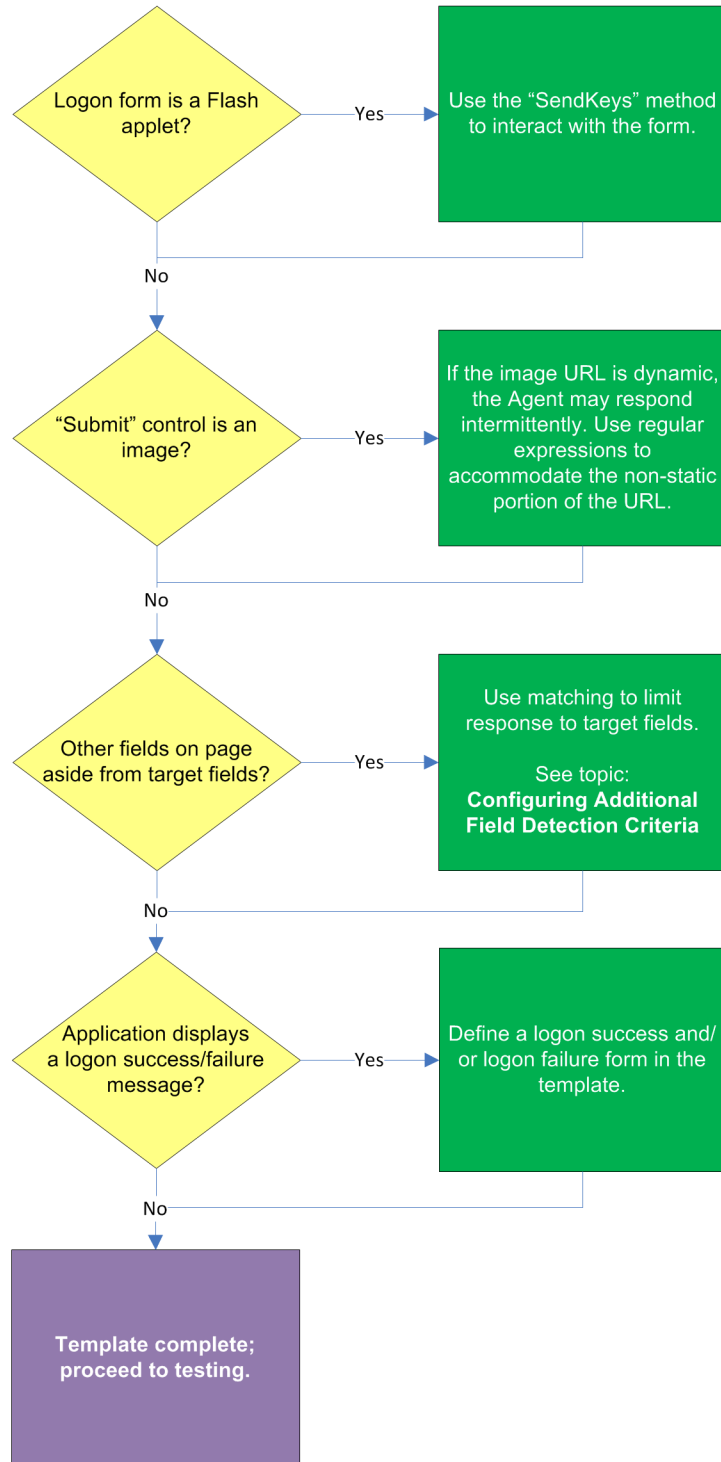 Logon form is a Flash
applet?
Yes
Use the “SendKeys” method
to interact with the form.
No
“Submit” control is an
image?
Yes
If the image URL is dynamic,
the Agent may respond
intermittently. Use regular
expressions to
accommodate the non-static
portion of the URL.
No
Other fields on page
aside from target fields?
Yes
Use matching to limit
response to target fields.
See topic:
Configuring Additional
Field Detection Criteria
No
Application displays
a logon success/failure
message?
Yes
Define a logon success and/
or logon failure form in the
template.
No
Template complete;
proceed to testing.